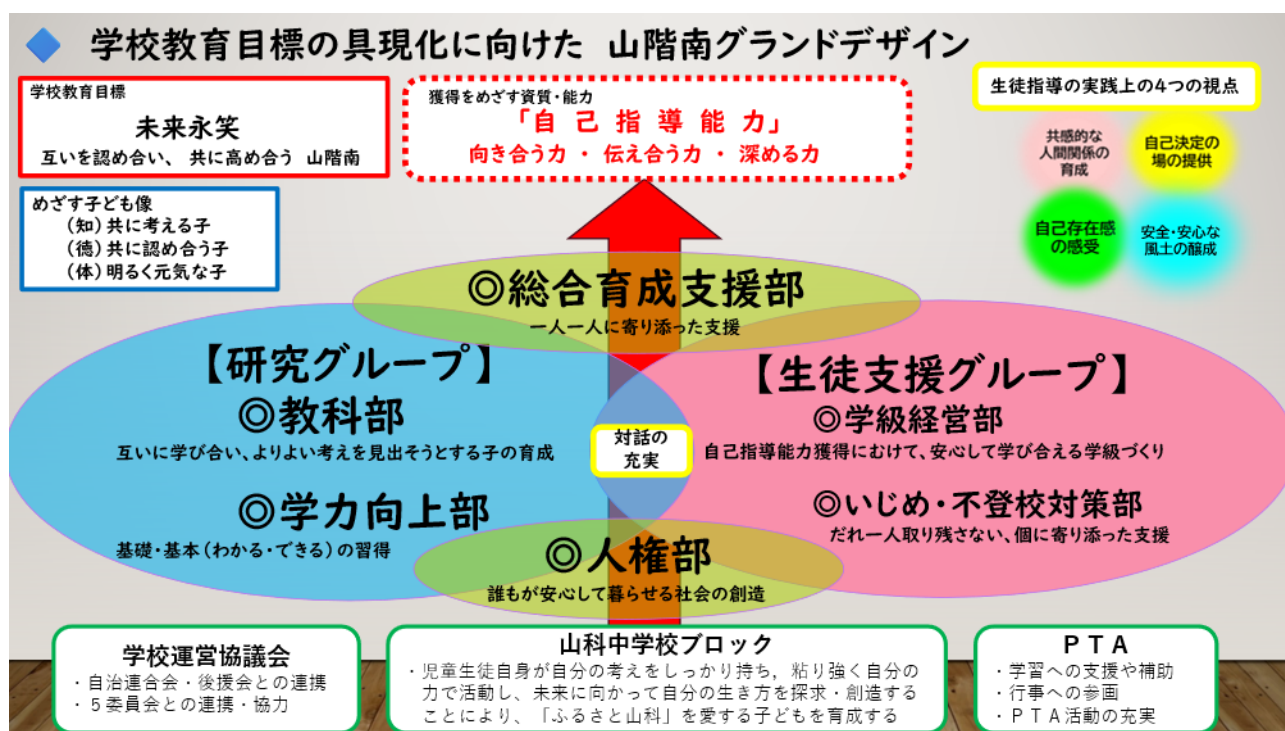 学校教育目標の具現化に向けた 山階南グランドデザイン
学校教育目標
未来永笑
互いを認め合い、 共に高め合う 山階南
獲得をめざす資質・能力
「自 己 指 導 能 力」
向き合う力 ・ 伝え合う力 ・ 深める力
生徒指導の実践上の4つの視点
共感的な
人間関係の
育成
自己決定の
場の提供
自己存在感
の感受
安全・安心な
風土の醸成
めざす子ども像
(知)共に考える子
(徳)共に認め合う子
(体)明るく元気な子
◎総合育成支援部
一人一人に寄り添った支援
【研究グループ】
◎教科部
互いに学び合い、よりよい考えを見出そうとする子の育成
◎学力向上部
基礎・基本(わかる・できる)の習得
対話の
充実
【生徒支援グループ】
◎学級経営部
自己指導能力獲得にむけて、安心して学び合える学級づくり
◎いじめ・不登校対策部
だれ一人取り残さない、個に寄り添った支援
◎人権部
誰もが安心して暮らせる社会の創造
学校運営協議会
・自治連合会・後援会との連携
・5委員会との連携・協力
山科中学校ブロック
・児童生徒自身が自分の考えをしっかり持ち，粘り強く自分の
力で活動し、未来に向かって自分の生き方を探求・創造する
ことにより、「ふるさと山科」を愛する子どもを育成する
PTA
・学習への支援や補助
・行事への参画
・PTA活動の充実